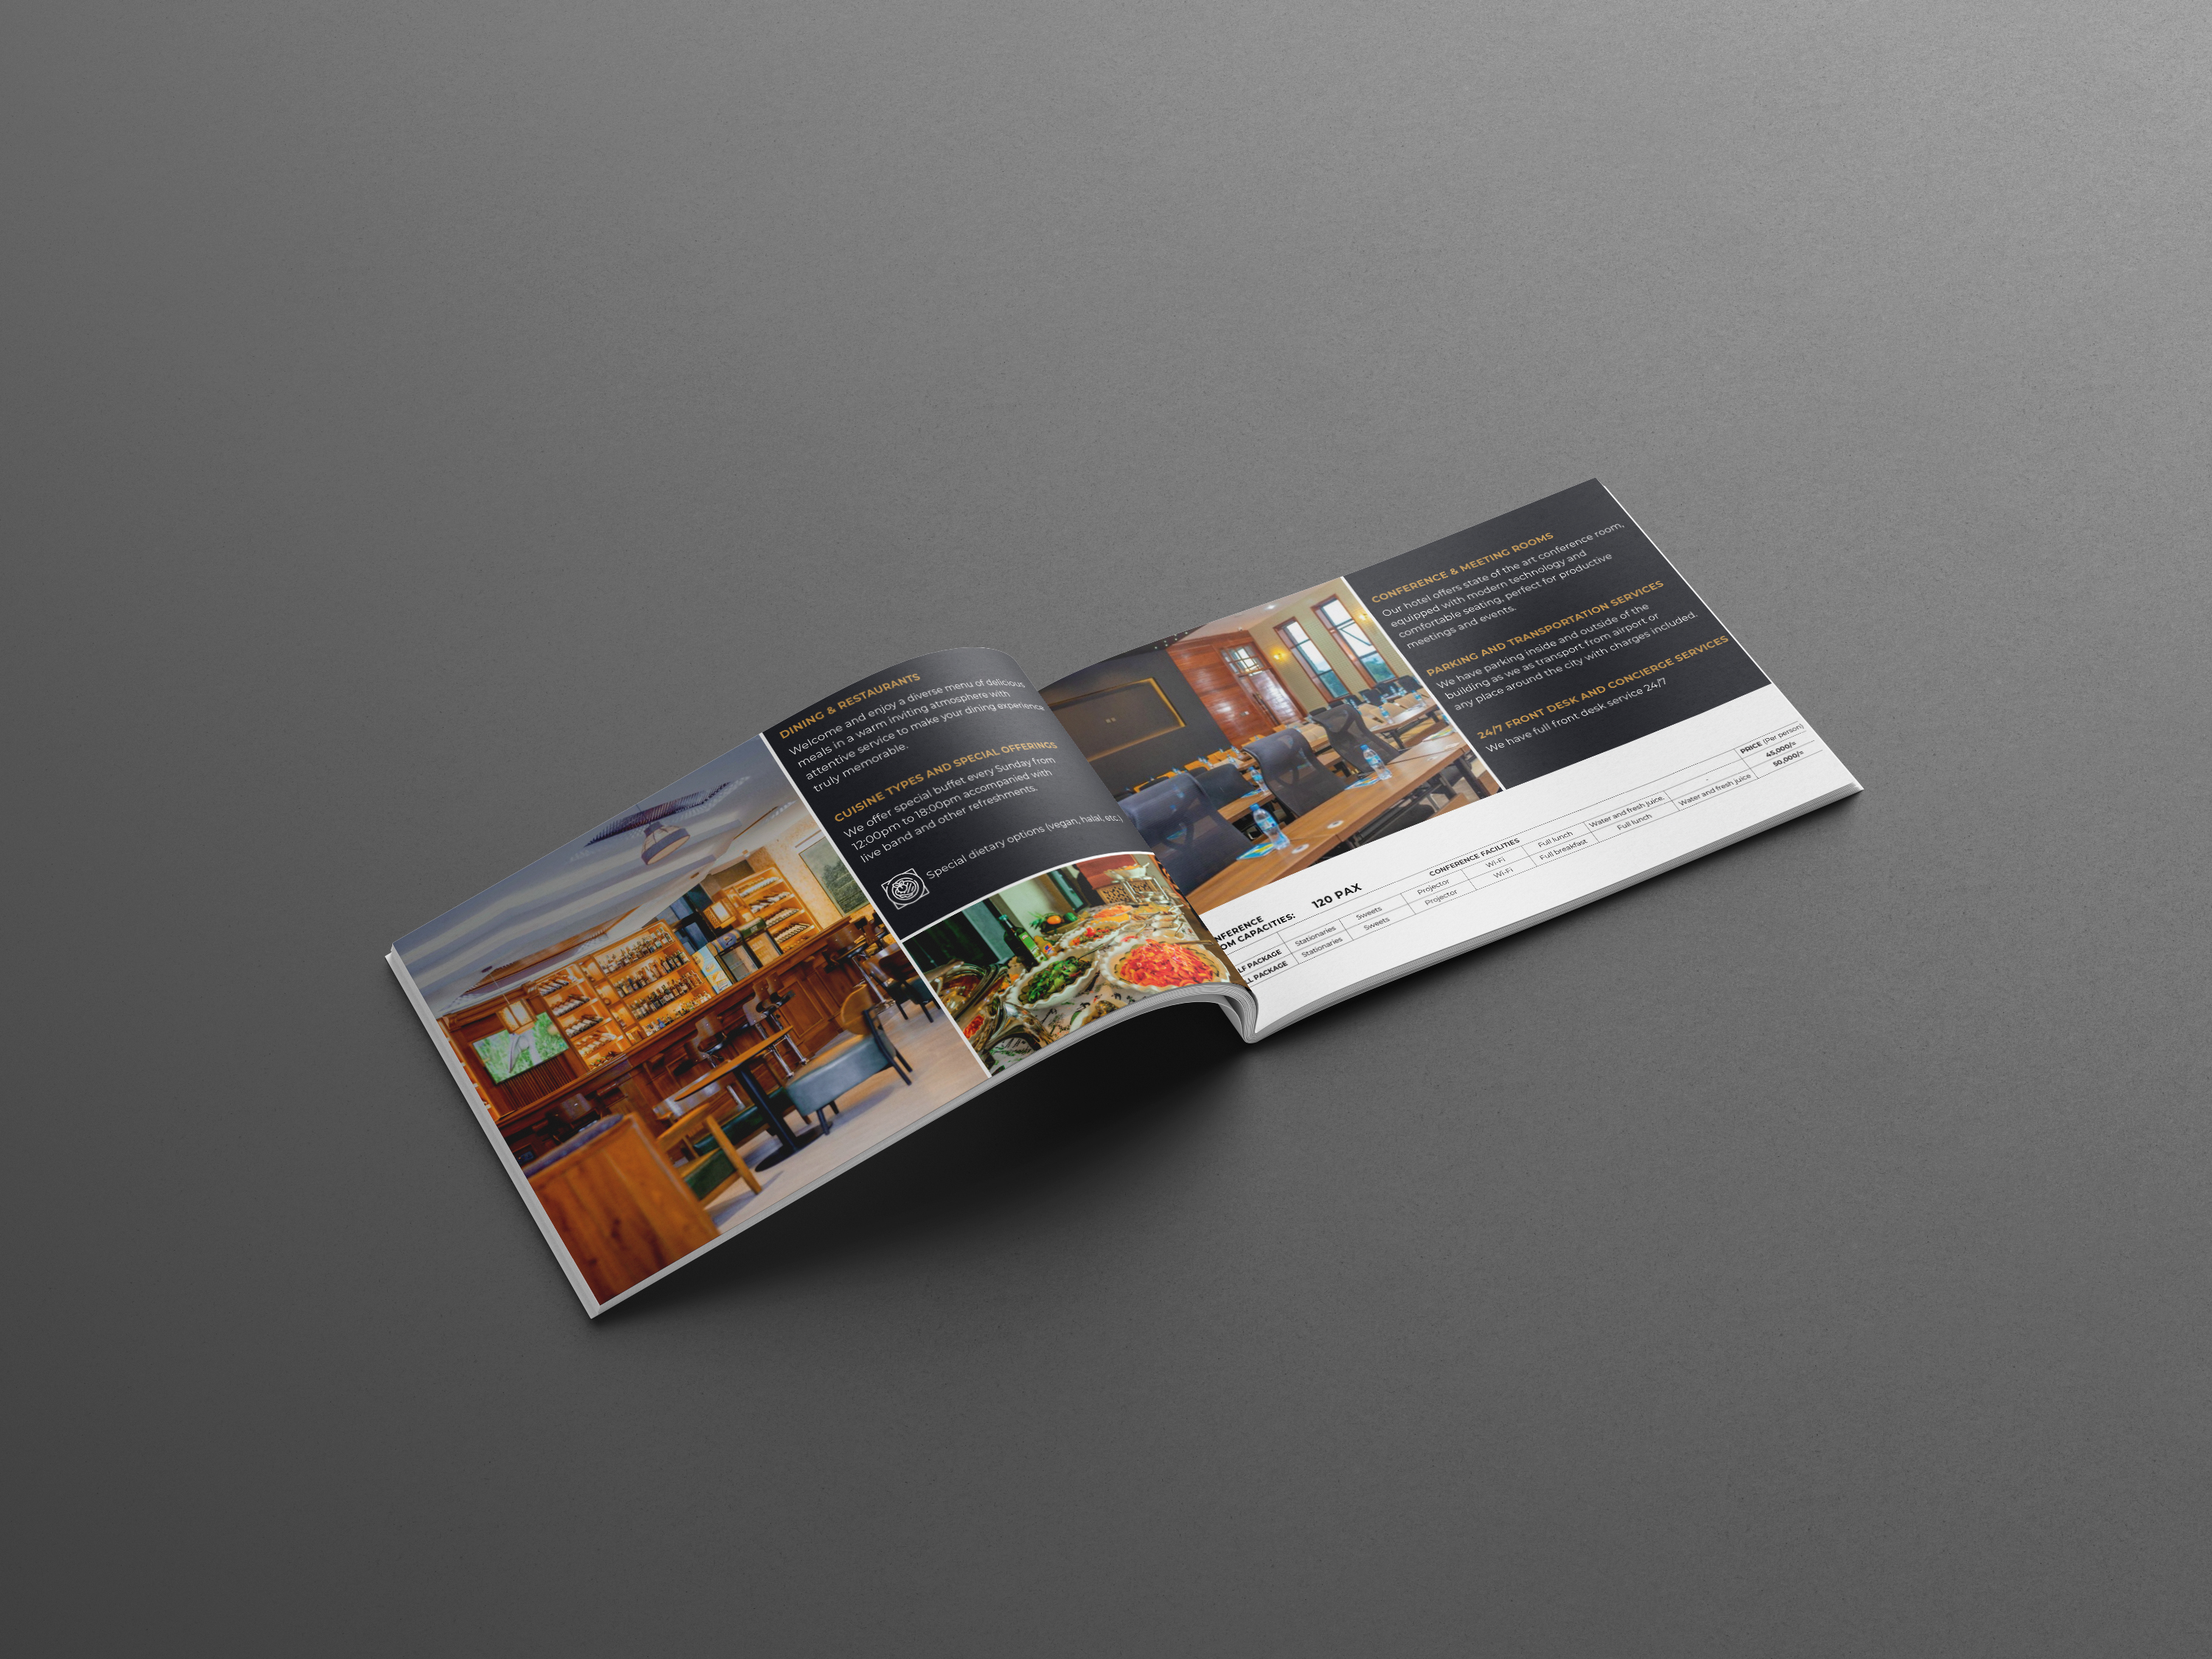 DINING & RESTAURANTS
Welcome and enjoy a diverse menu of delicious
meals in a warm inviting atmosphere with
attentive service to make your dining experience
truly memorable.
CUISINE TYPES AND SPECIAL OFFERINGS
We offer special buffet every Sunday from
12:00pm to 18:00pm accompanied with
live band and other refreshments.
Special dietary options (vegan, halal, etc.)
CONFERENCE & MEETING ROOMS
Our hotel offers state of the art conference room,
equipped with modern technology and
comfortable seating, perfect for productive
meetings and events.
PARKING AND TRANSPORTATION SERVICES
We have parking inside and outside of the
building as we as transport from airport or
any place around the city with charges included.
24/7 FRONT DESK AND CONCIERGE SERVICES
We have full front desk service 24/7
NFERENCE
OM CAPACITIES: 120 PAX
CONFERENCE FACILITIES PRICE (Per person)
LF PACKAGE Stationaries Sweets Projector Wi-Fi Full lunch Water and fresh juice. - 45,000/=
L PACKAGE Stationaries Sweets Projector Wi-Fi Full breakfast Full lunch Water and fresh juice 50,000/=